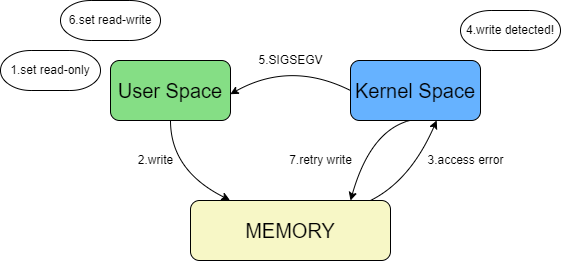 6.set read-write
4.write detected!
1.set read-only
5.SIGSEGV
User Space
Kernel Space
2.write
7.retry write
3.access error
MEMORY